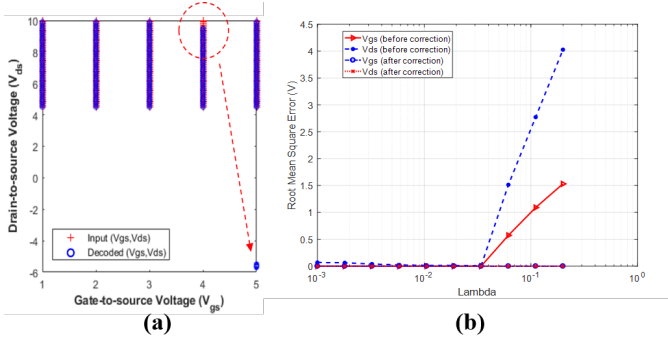 10
8
6
4
2
0
-2
-4
-6
Drain-to-source Voltage (Vds)
Input (Vgs,Vds)
Decoded (Vgs,Vds)
1 2 3 4 5
Gate-to-source Voltage (Vgs)
(a)
4.5
4
3.5
3
2.5
2
1.5
1
0.5
0
Root Mean Square Error (V)
Vgs (before correction)
Vds (before correction)
Vgs (after correction)
Vds (after correction)
10-3 10-2 10-1 100
Lambda
(b)